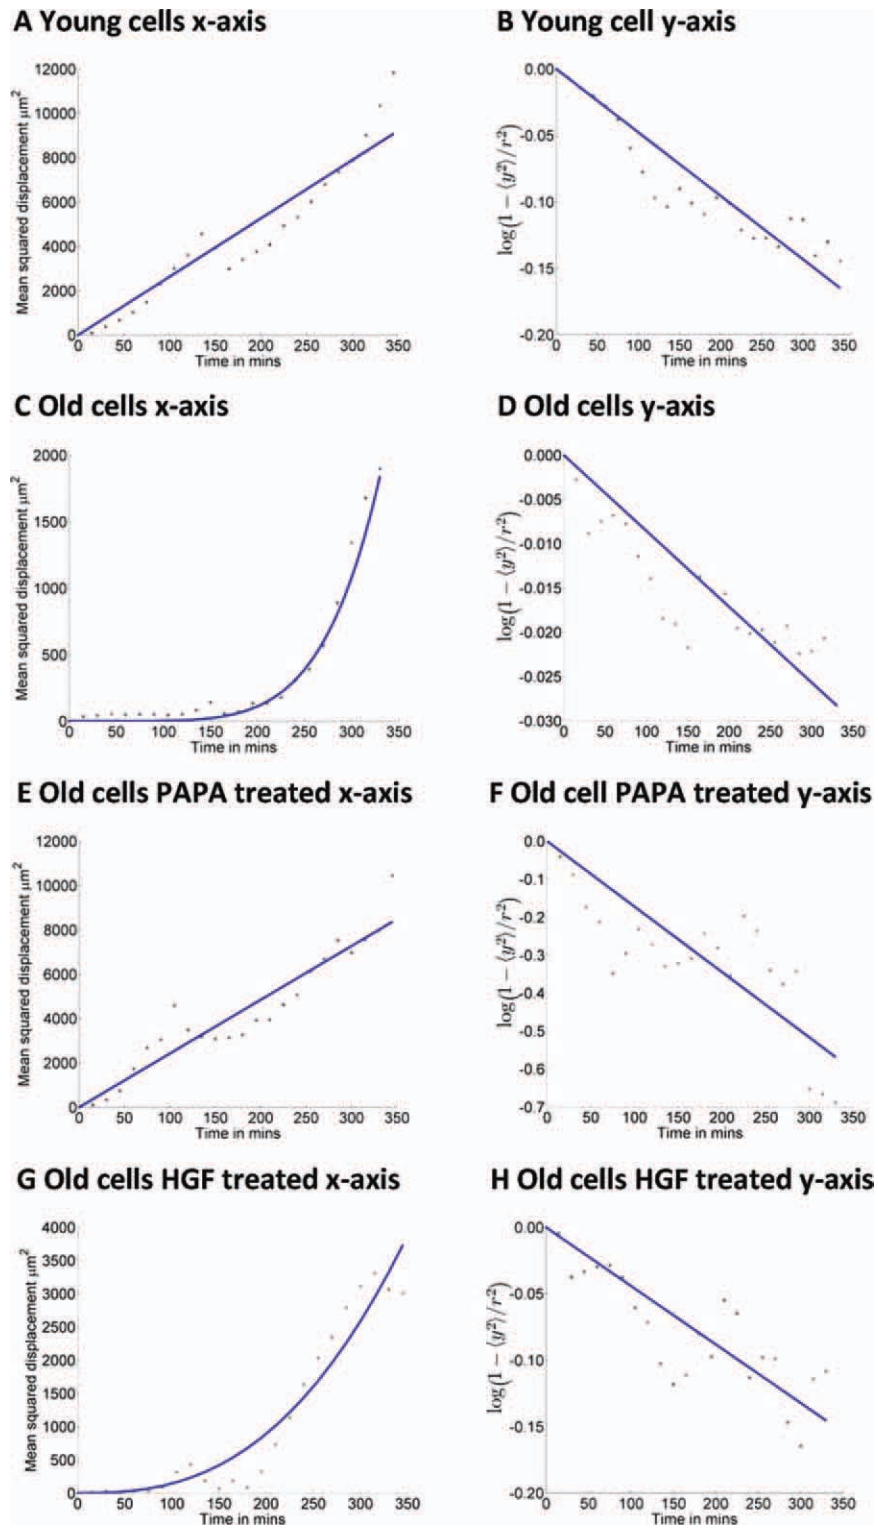 A Young cells x-axis
B Young cell y-axis
Mean squared displacement μm²
12000
10000
8000
6000
4000
2000
0
0 50 100 150 200 250 300 350
Time in mins
log(1 − ⟨y²⟩/r²)
0.00
-0.05
-0.10
-0.15
-0.20
0 50 100 150 200 250 300 350
Time in mins
C Old cells x-axis
D Old cells y-axis
Mean squared displacement μm²
2000
1500
1000
500
0
0 50 100 150 200 250 300 350
Time in mins
log(1 − ⟨y²⟩/r²)
0.000
-0.005
-0.010
-0.015
-0.020
-0.025
-0.030
0 50 100 150 200 250 300 350
Time in mins
E Old cells PAPA treated x-axis
F Old cell PAPA treated y-axis
Mean squared displacement μm²
12000
10000
8000
6000
4000
2000
0
0 50 100 150 200 250 300 350
Time in mins
log(1 − ⟨y²⟩/r²)
0.0
-0.1
-0.2
-0.3
-0.4
-0.5
-0.6
-0.7
0 50 100 150 200 250 300 350
Time in mins
G Old cells HGF treated x-axis
H Old cells HGF treated y-axis
Mean squared displacement μm²
4000
3500
3000
2500
2000
1500
1000
500
0
0 50 100 150 200 250 300 350
Time in mins
log(1 − ⟨y²⟩/r²)
0.00
-0.05
-0.10
-0.15
-0.20
0 50 100 150 200 250 300 350
Time in mins